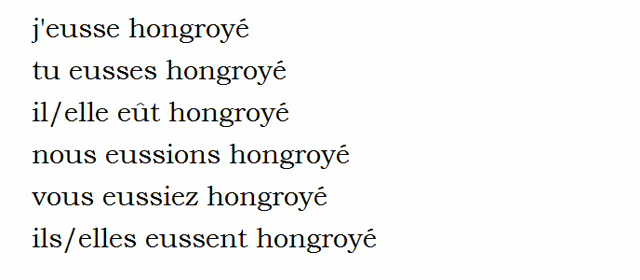 j'eusse hongroyé
tu eusses hongroyé
il/elle eût hongroyé
nous eussions hongroyé
vous eussiez hongroyé
ils/elles eussent hongroyé